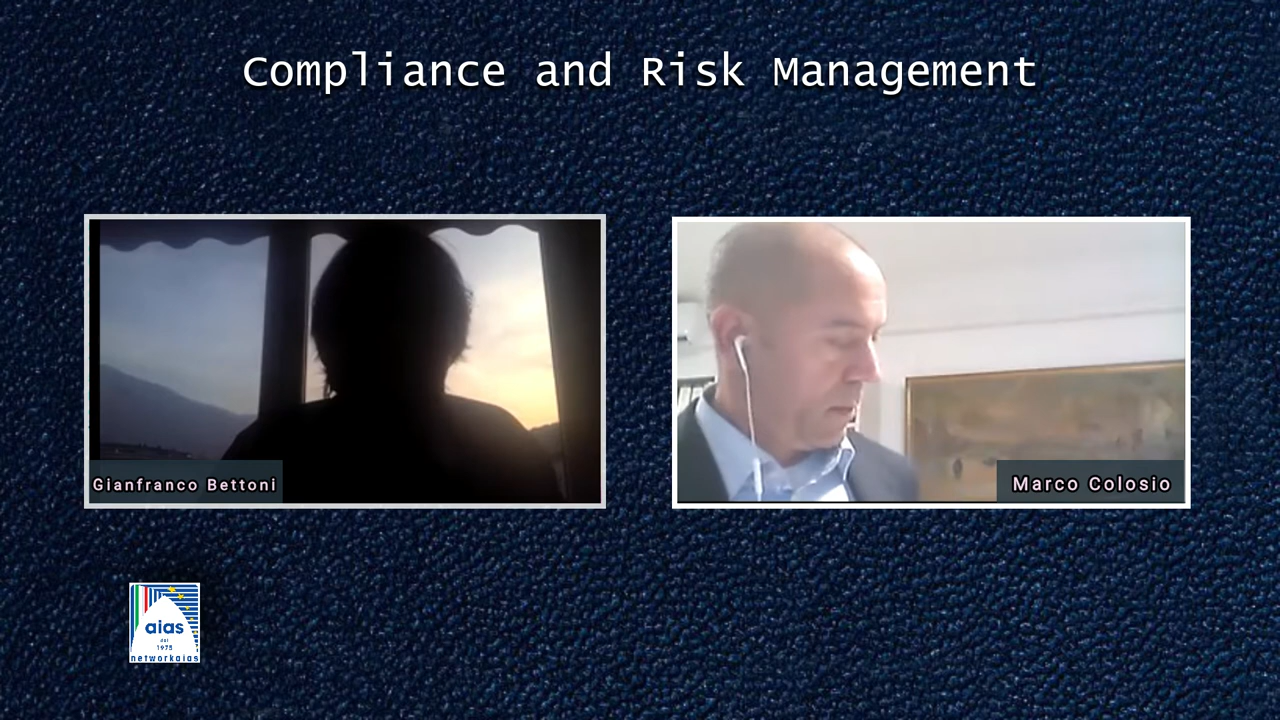 Compliance and Risk Management
Gianfranco Bettoni
Marco Colosio
aias
dal
1975
networkaias